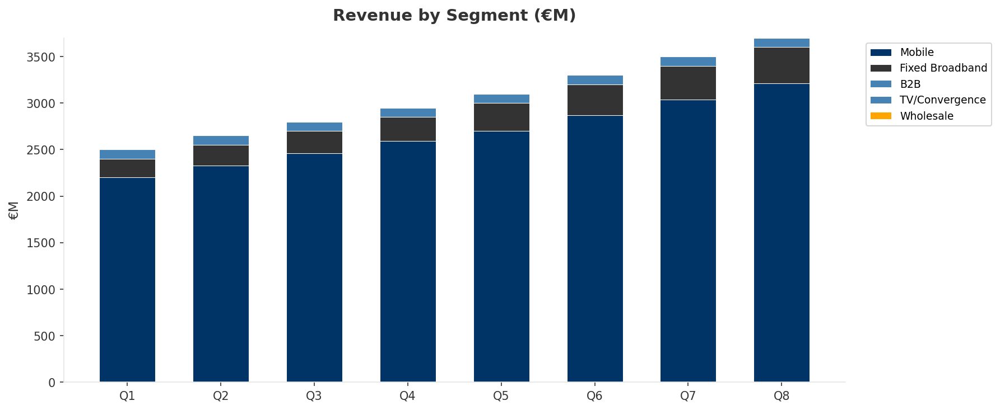 Revenue by Segment (€M)
Mobile
Fixed Broadband
B2B
TV/Convergence
Wholesale
€M
3500
3000
2500
2000
1500
1000
500
0
Q1 Q2 Q3 Q4 Q5 Q6 Q7 Q8